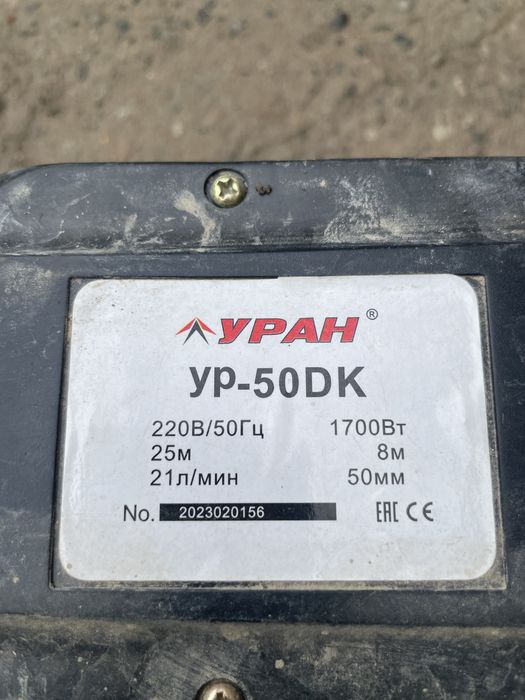 УРАН®
УР-50DK
220В/50Гц 1700Вт
25м 8м
21л/мин 50мм
No. 2023020156 EAC CE